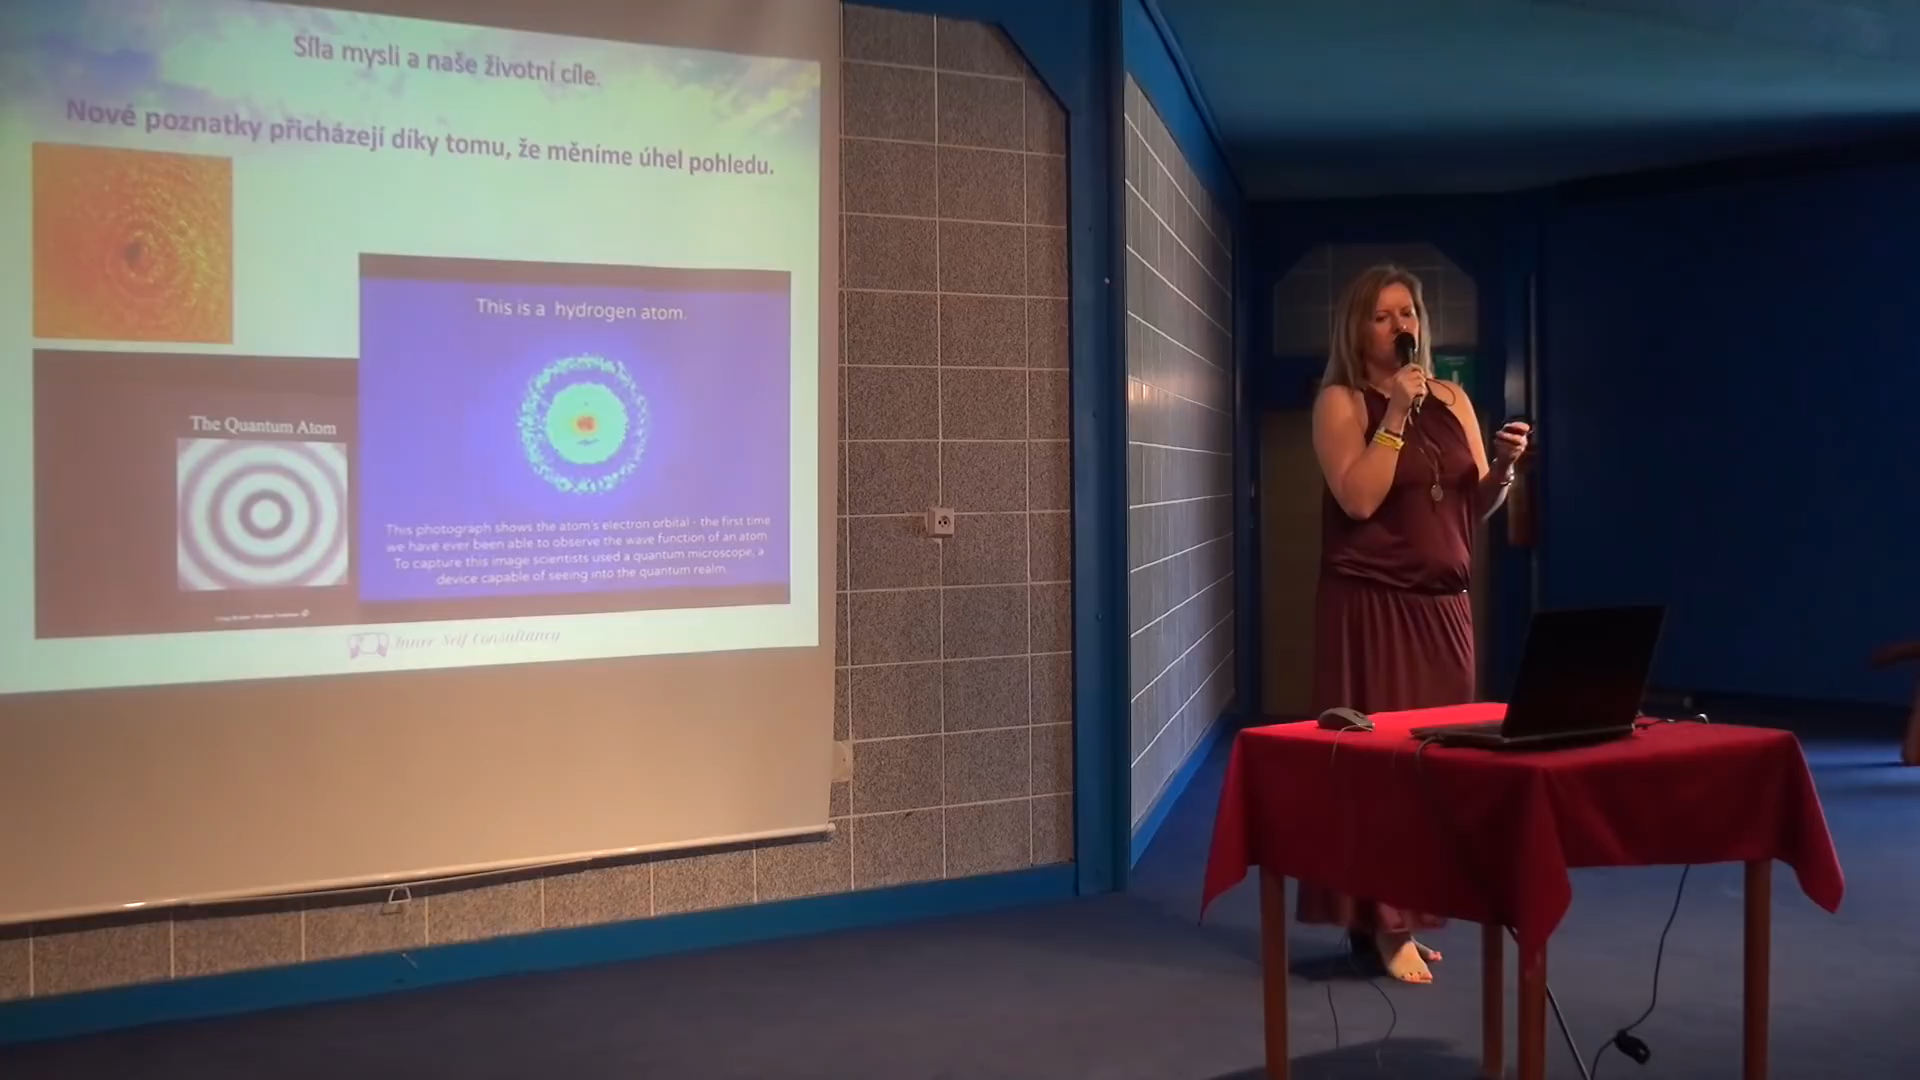 Síla mysli a naše životní cíle.
Nové poznatky přicházejí díky tomu, že měníme úhel pohledu.
The Quantum Atom
This is a hydrogen atom.
This photograph shows the atom's electron orbital - the first time
we have ever been able to observe the wave function of an atom.
To capture this image scientists used a quantum microscope, a
device capable of seeing into the quantum realm.
Inner Self Consultancy